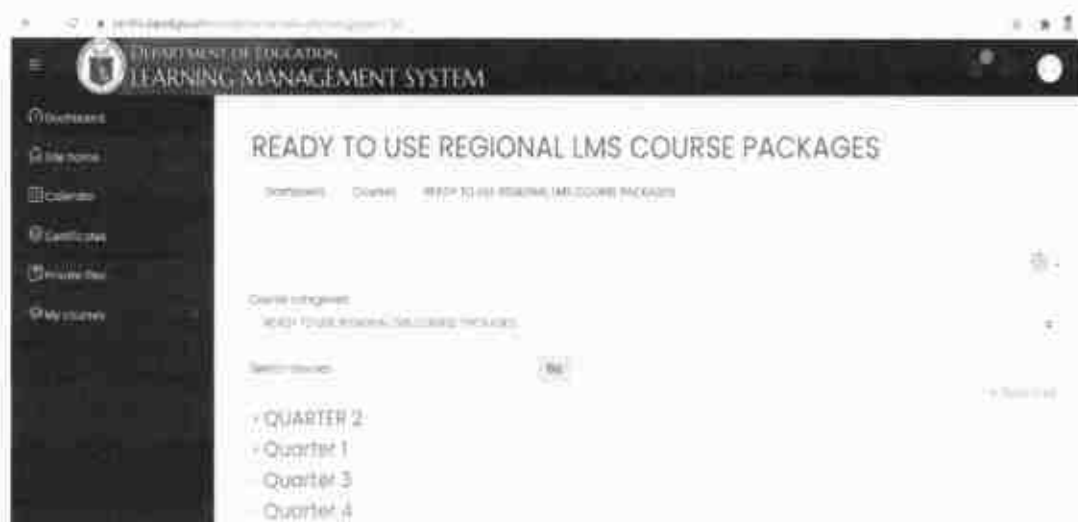 DEPARTMENT OF EDUCATION
LEARNING MANAGEMENT SYSTEM
Dashboard
Site home
Calendar
Certificates
Private files
My courses
READY TO USE REGIONAL LMS COURSE PACKAGES
Dashboard Courses READY TO USE REGIONAL LMS COURSE PACKAGES
Course categories:
READY TO USE REGIONAL LMS COURSE PACKAGES
Search courses
Go
QUARTER 2
Quarter 1
Quarter 3
Quarter 4